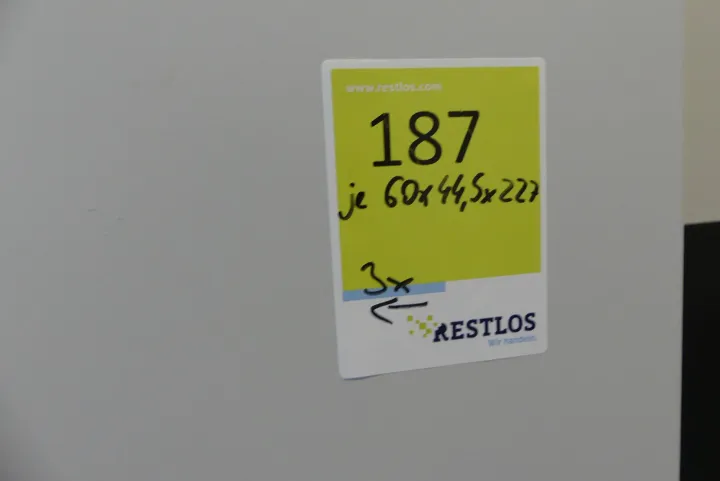 www.restlos.com
187
je 60x44,5x227
3x
RESTLOS
Wir handeln.